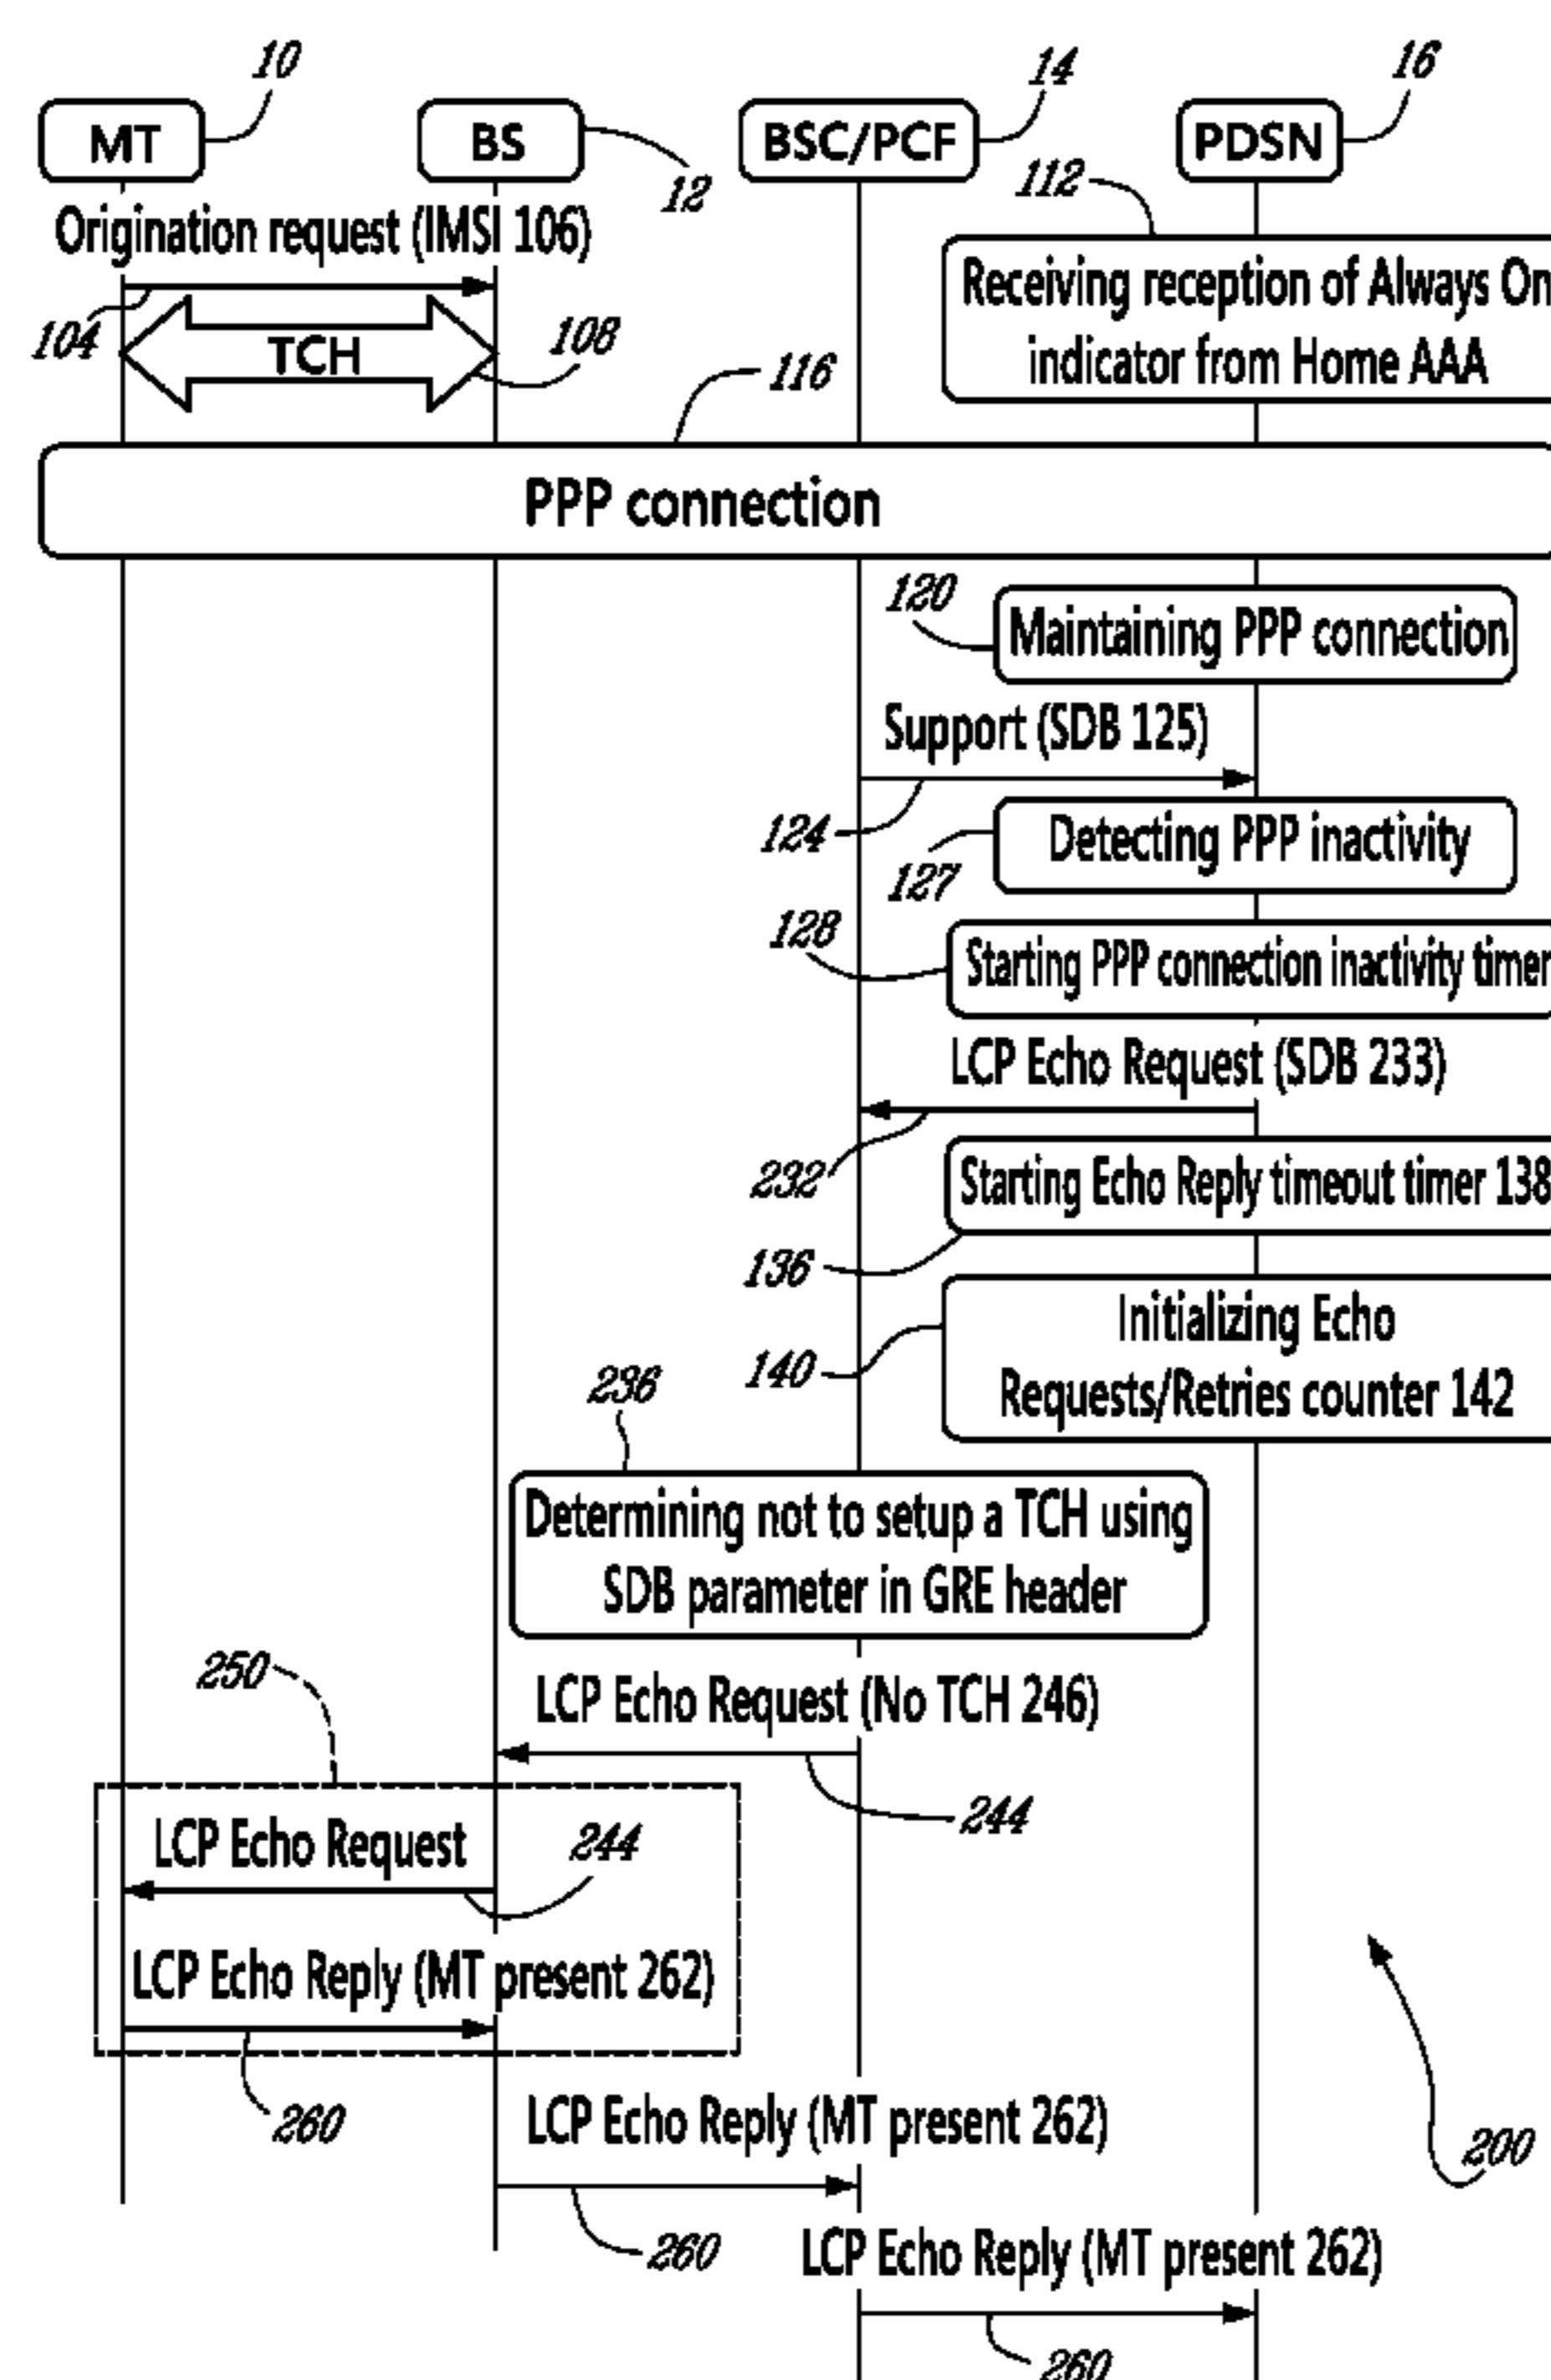 10
14
16
MT
BS
BSC/PCF
PDSN
12
112
Origination request (IMSI 106)
Receiving reception of Always On
indicator from Home AAA
104
TCH
108
116
PPP connection
120
Maintaining PPP connection
Support (SDB 125)
124
Detecting PPP inactivity
127
128
Starting PPP connection inactivity timer
LCP Echo Request (SDB 233)
232
Starting Echo Reply timeout timer 138
136
Initializing Echo
Requests/Retries counter 142
140
236
Determining not to setup a TCH using
SDB parameter in GRE header
250
LCP Echo Request (No TCH 246)
244
LCP Echo Request
244
LCP Echo Reply (MT present 262)
260
LCP Echo Reply (MT present 262)
200
260
LCP Echo Reply (MT present 262)
260